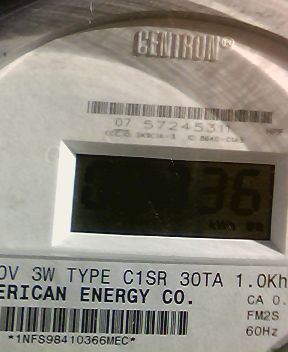 CENTRON®
07 57245311
36
0V 3W TYPE C1SR 30TA 1.0Kh
ERICAN ENERGY CO.
CA 0.
FM2S
*1NFS98410366MEC*
60Hz